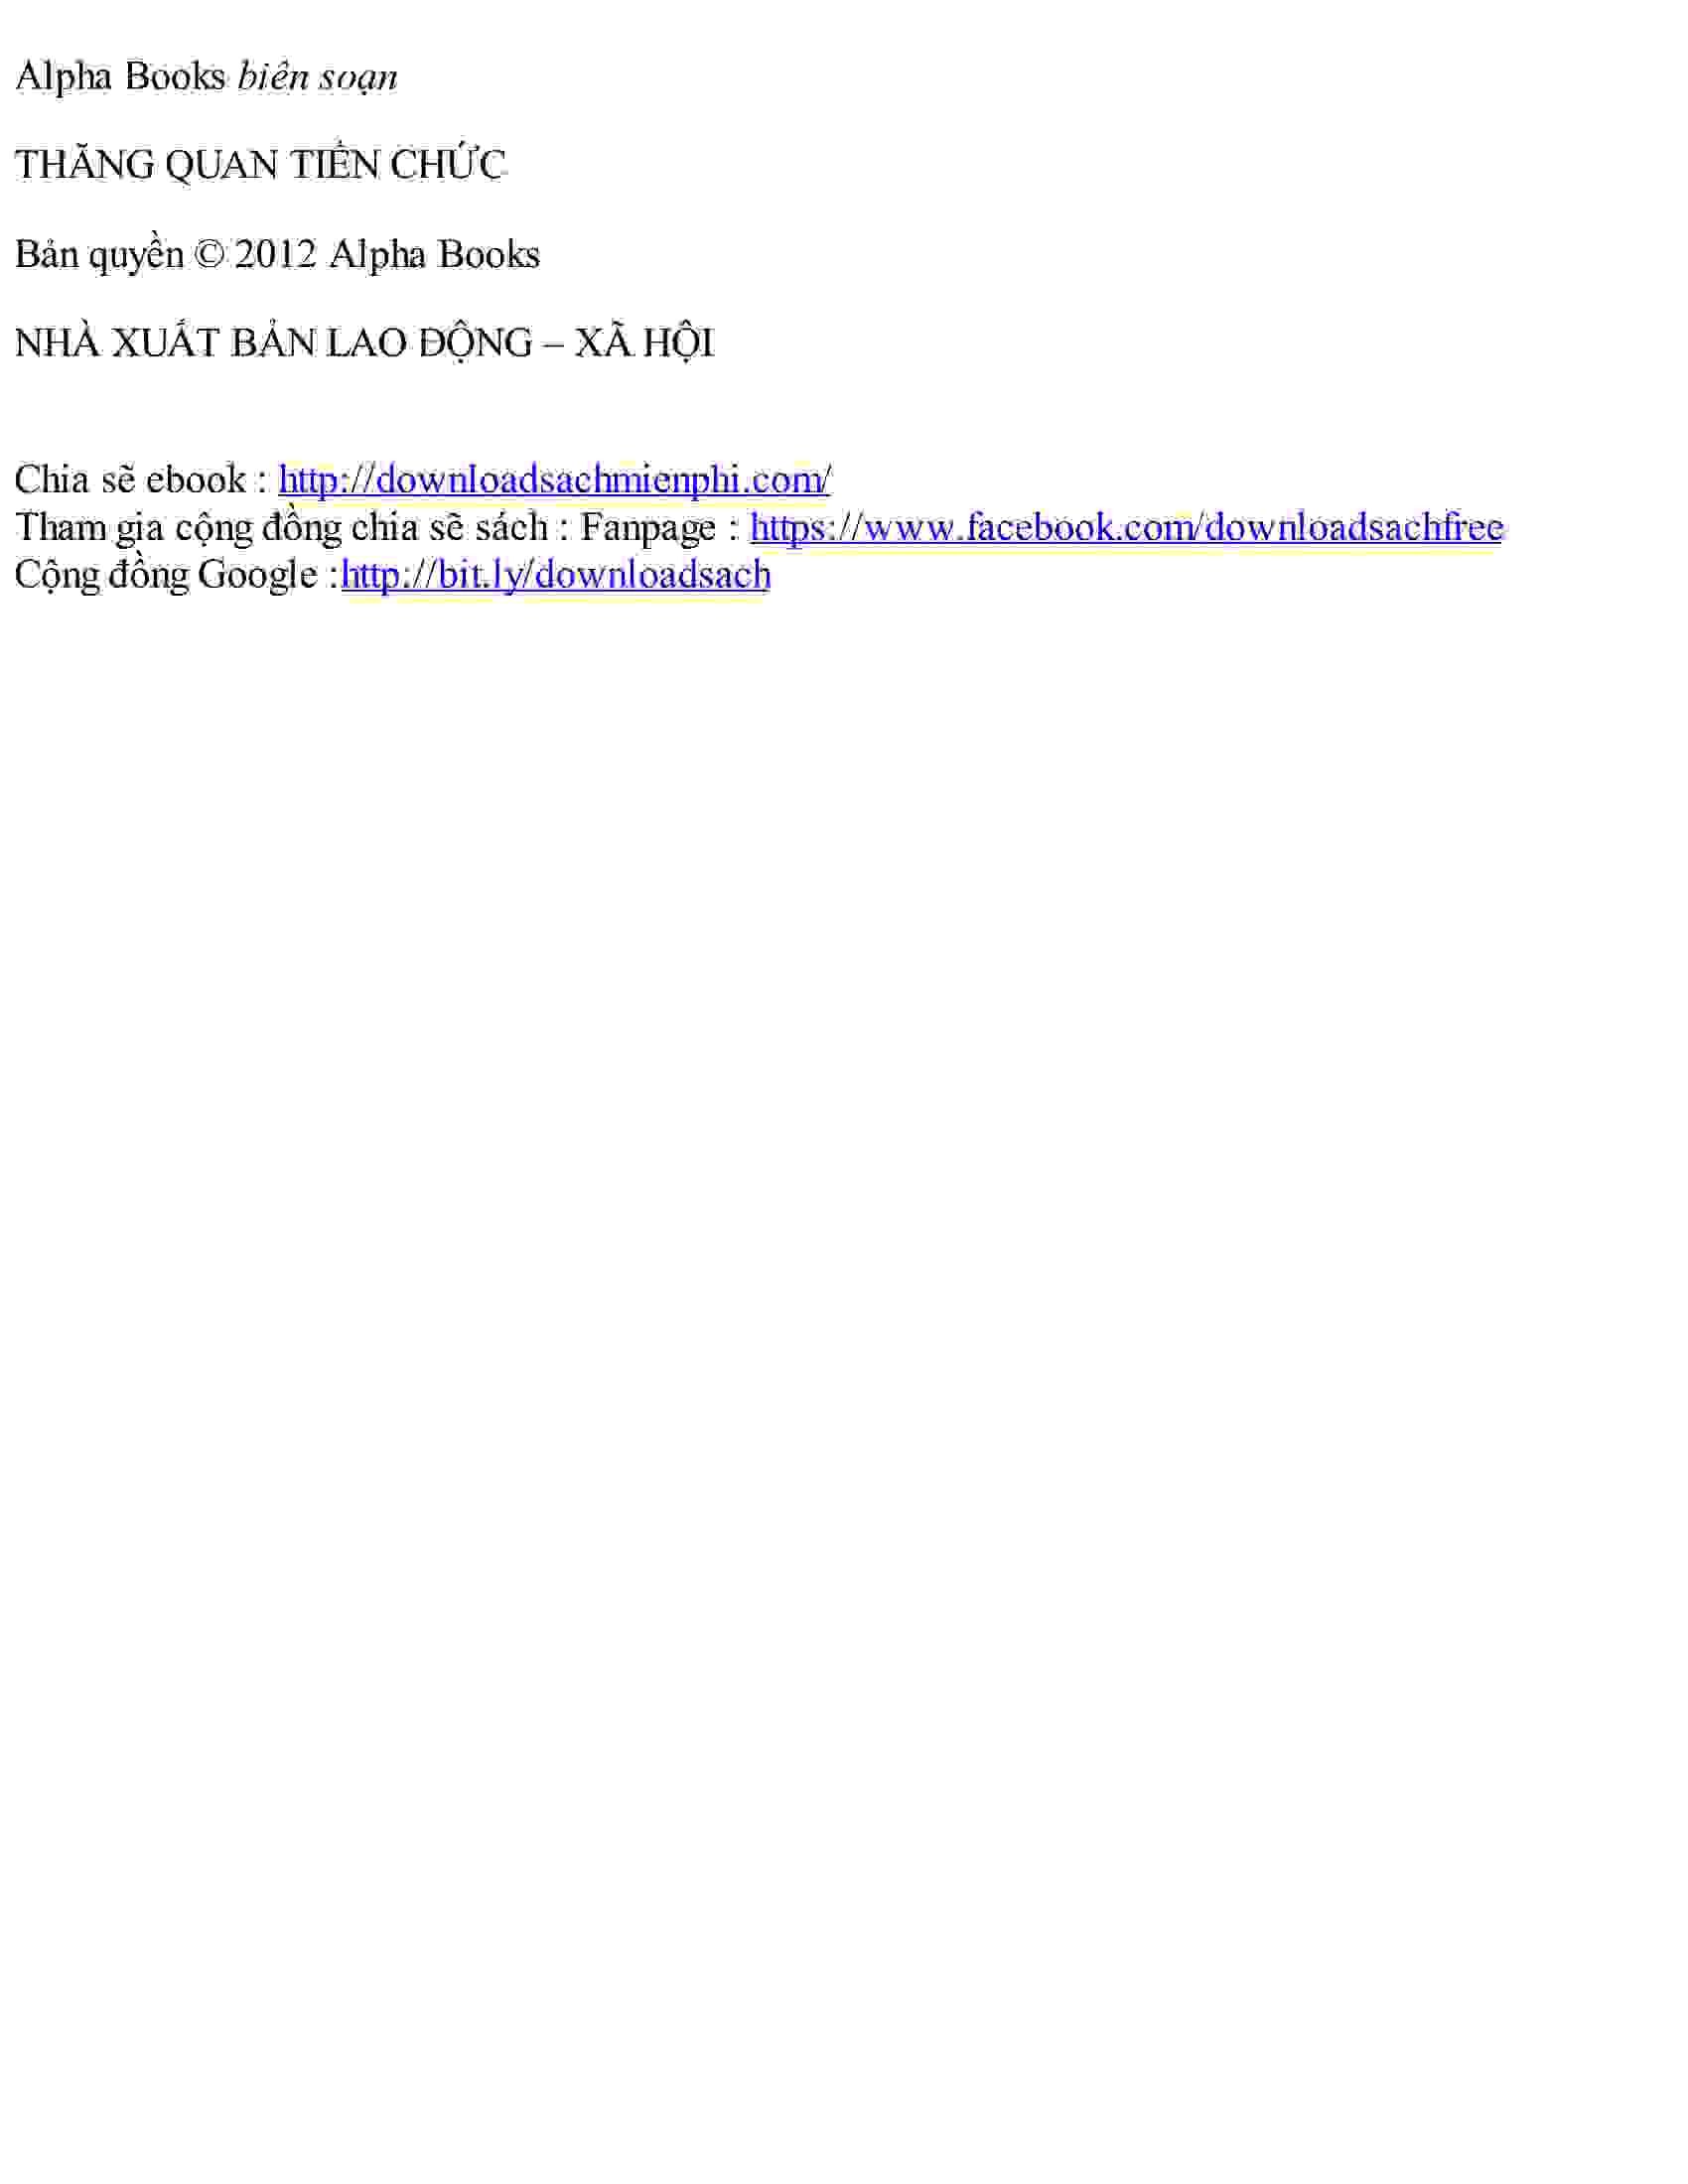 Alpha Books biên soạn
THĂNG QUAN TIẾN CHỨC
Bản quyền © 2012 Alpha Books
NHÀ XUẤT BẢN LAO ĐỘNG – XÃ HỘI
Chia sẽ ebook : http://downloadsachmienphi.com/
Tham gia cộng đồng chia sẽ sách : Fanpage : https://www.facebook.com/downloadsachfree
Cộng đồng Google :http://bit.ly/downloadsach